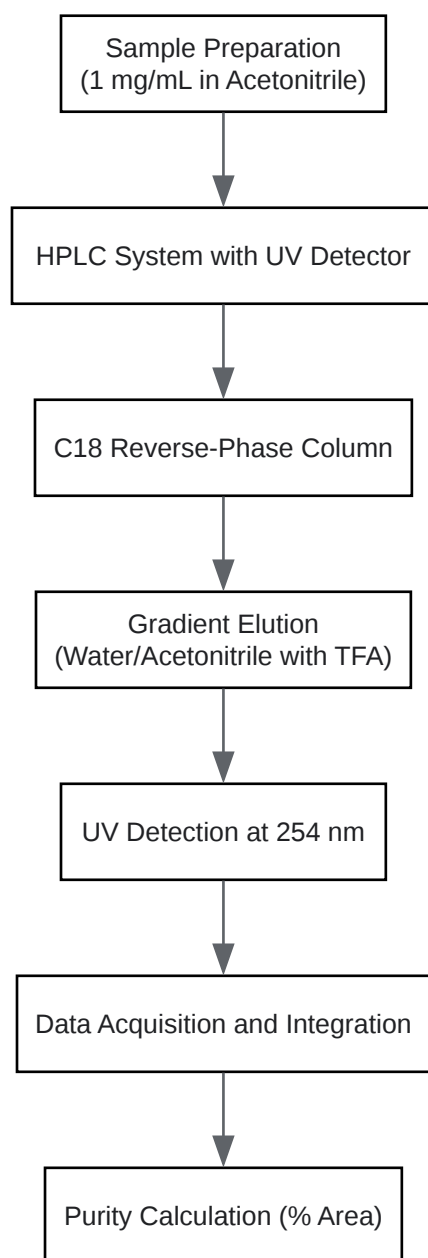 Sample Preparation
(1 mg/mL in Acetonitrile)
HPLC System with UV Detector
C18 Reverse-Phase Column
Gradient Elution
(Water/Acetonitrile with TFA)
UV Detection at 254 nm
Data Acquisition and Integration
Purity Calculation (% Area)